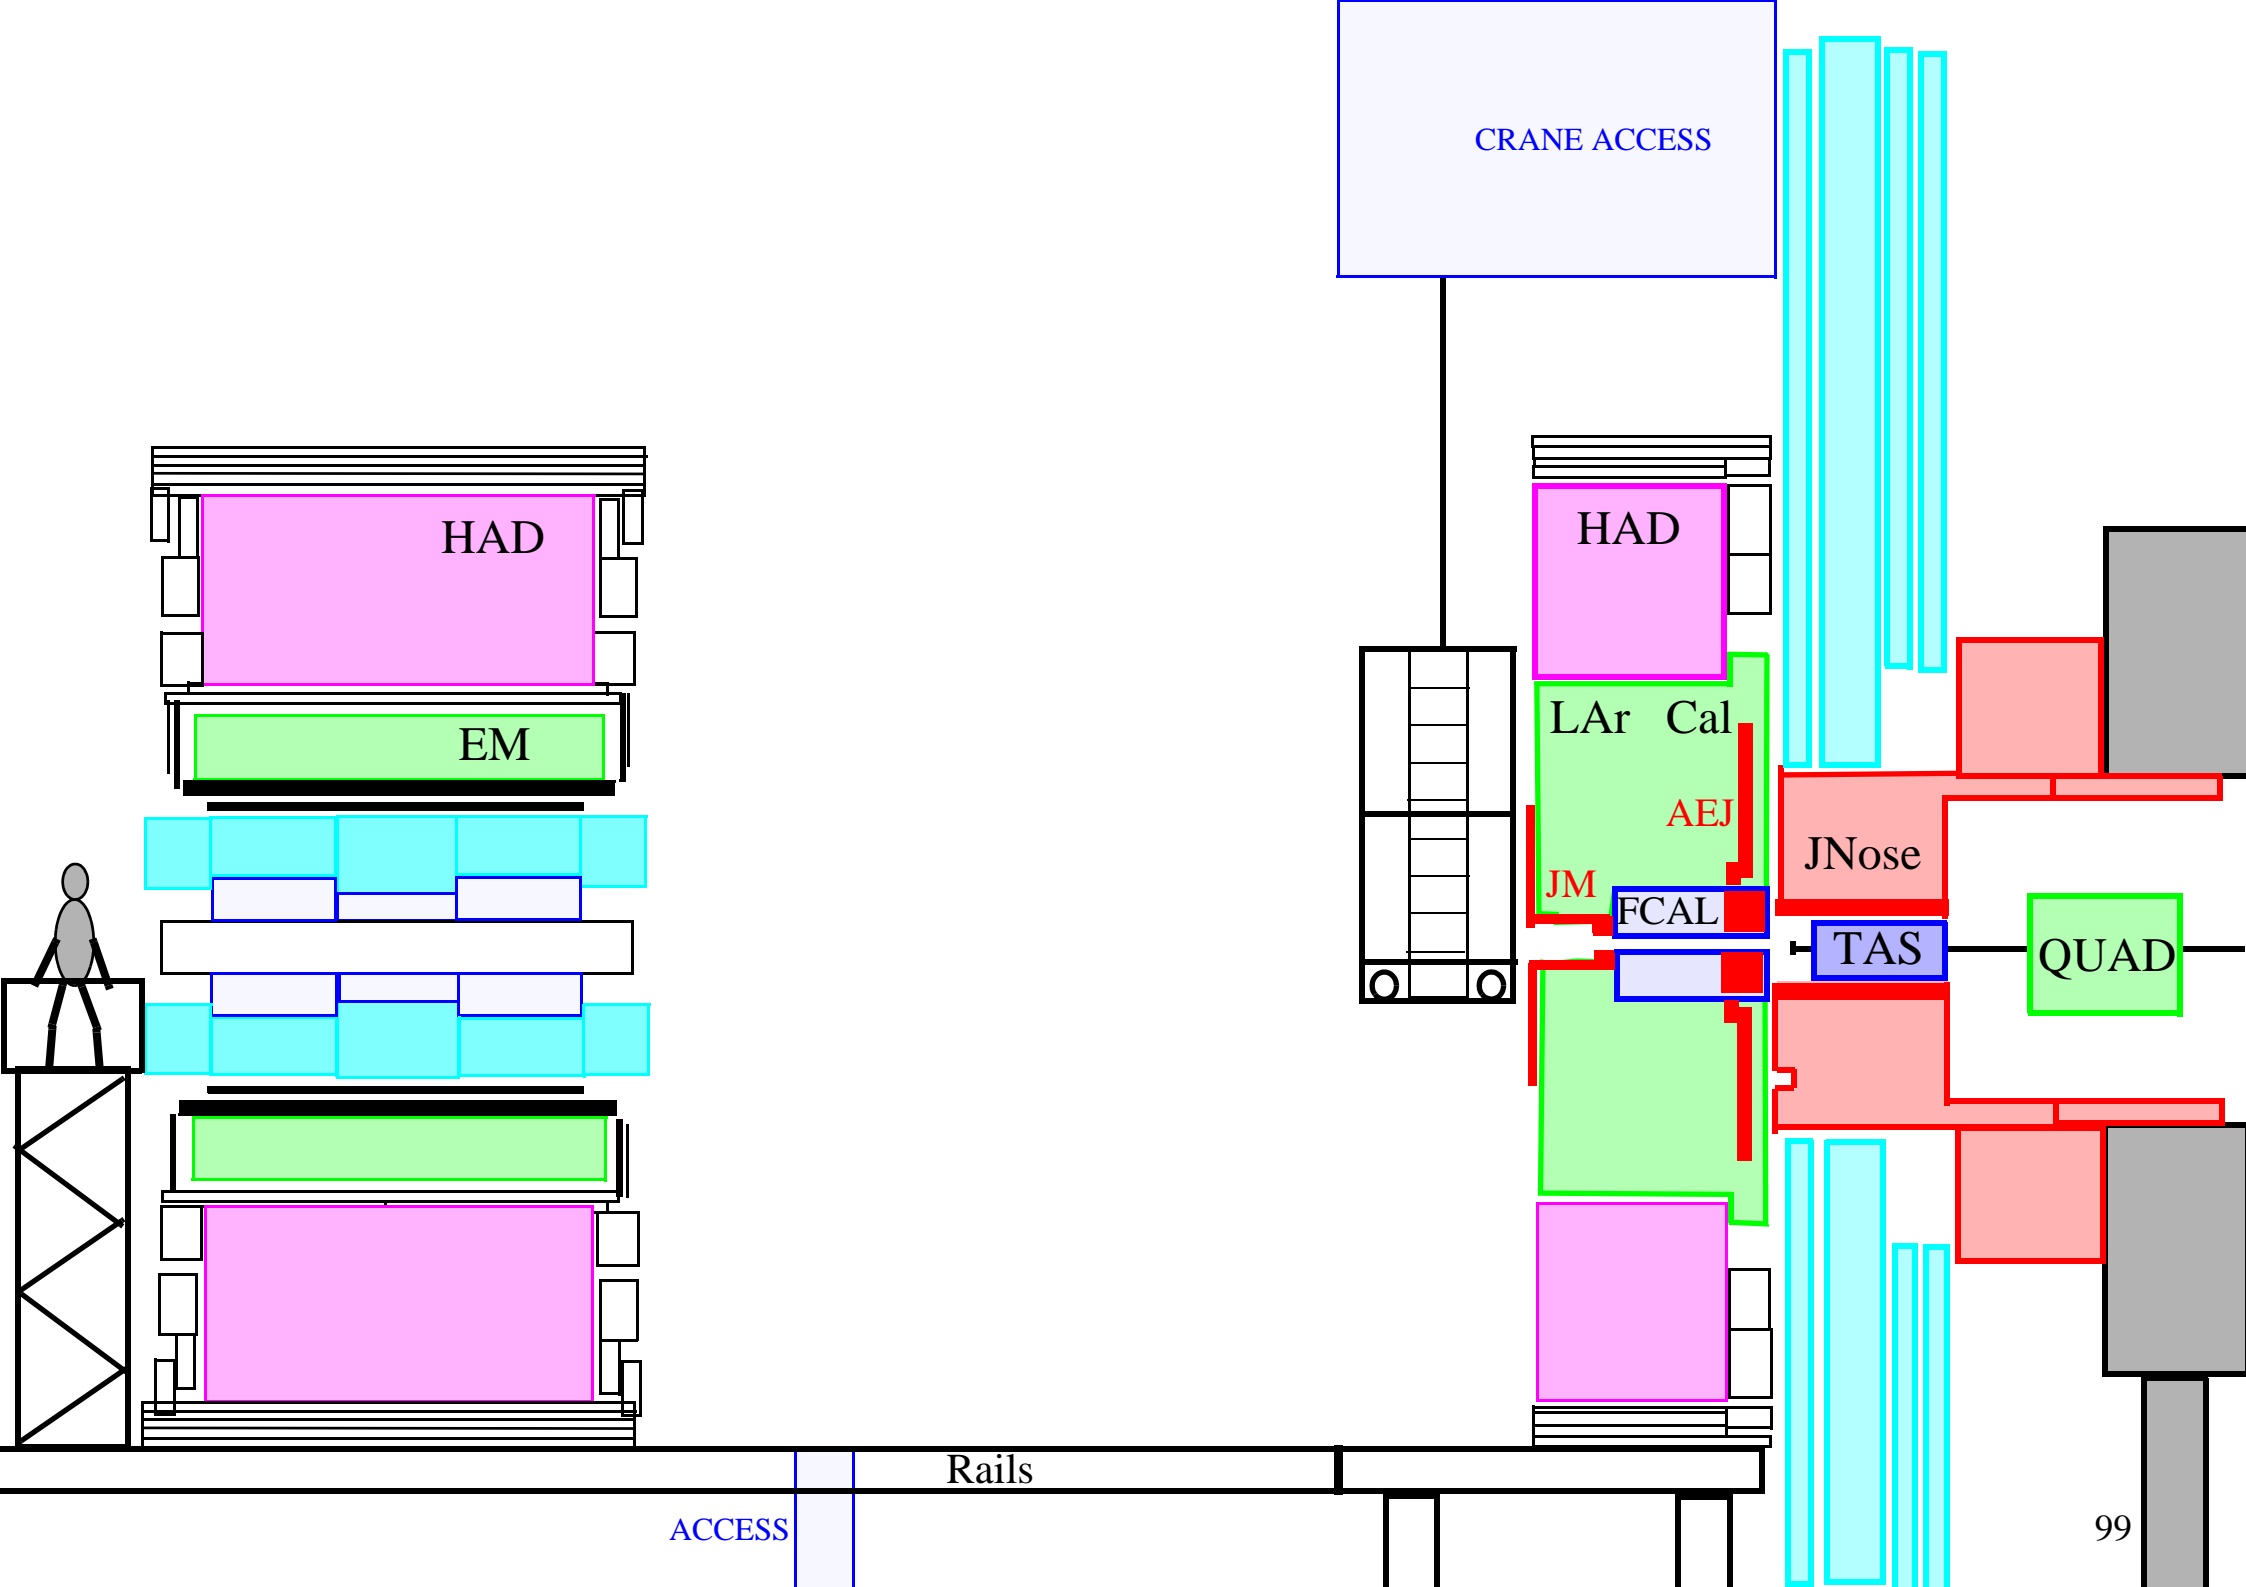 CRANE ACCESS
HAD
HAD
EM
LAr Cal
AEJ
JNose
JM
FCAL
TAS
QUAD
Rails
ACCESS
99